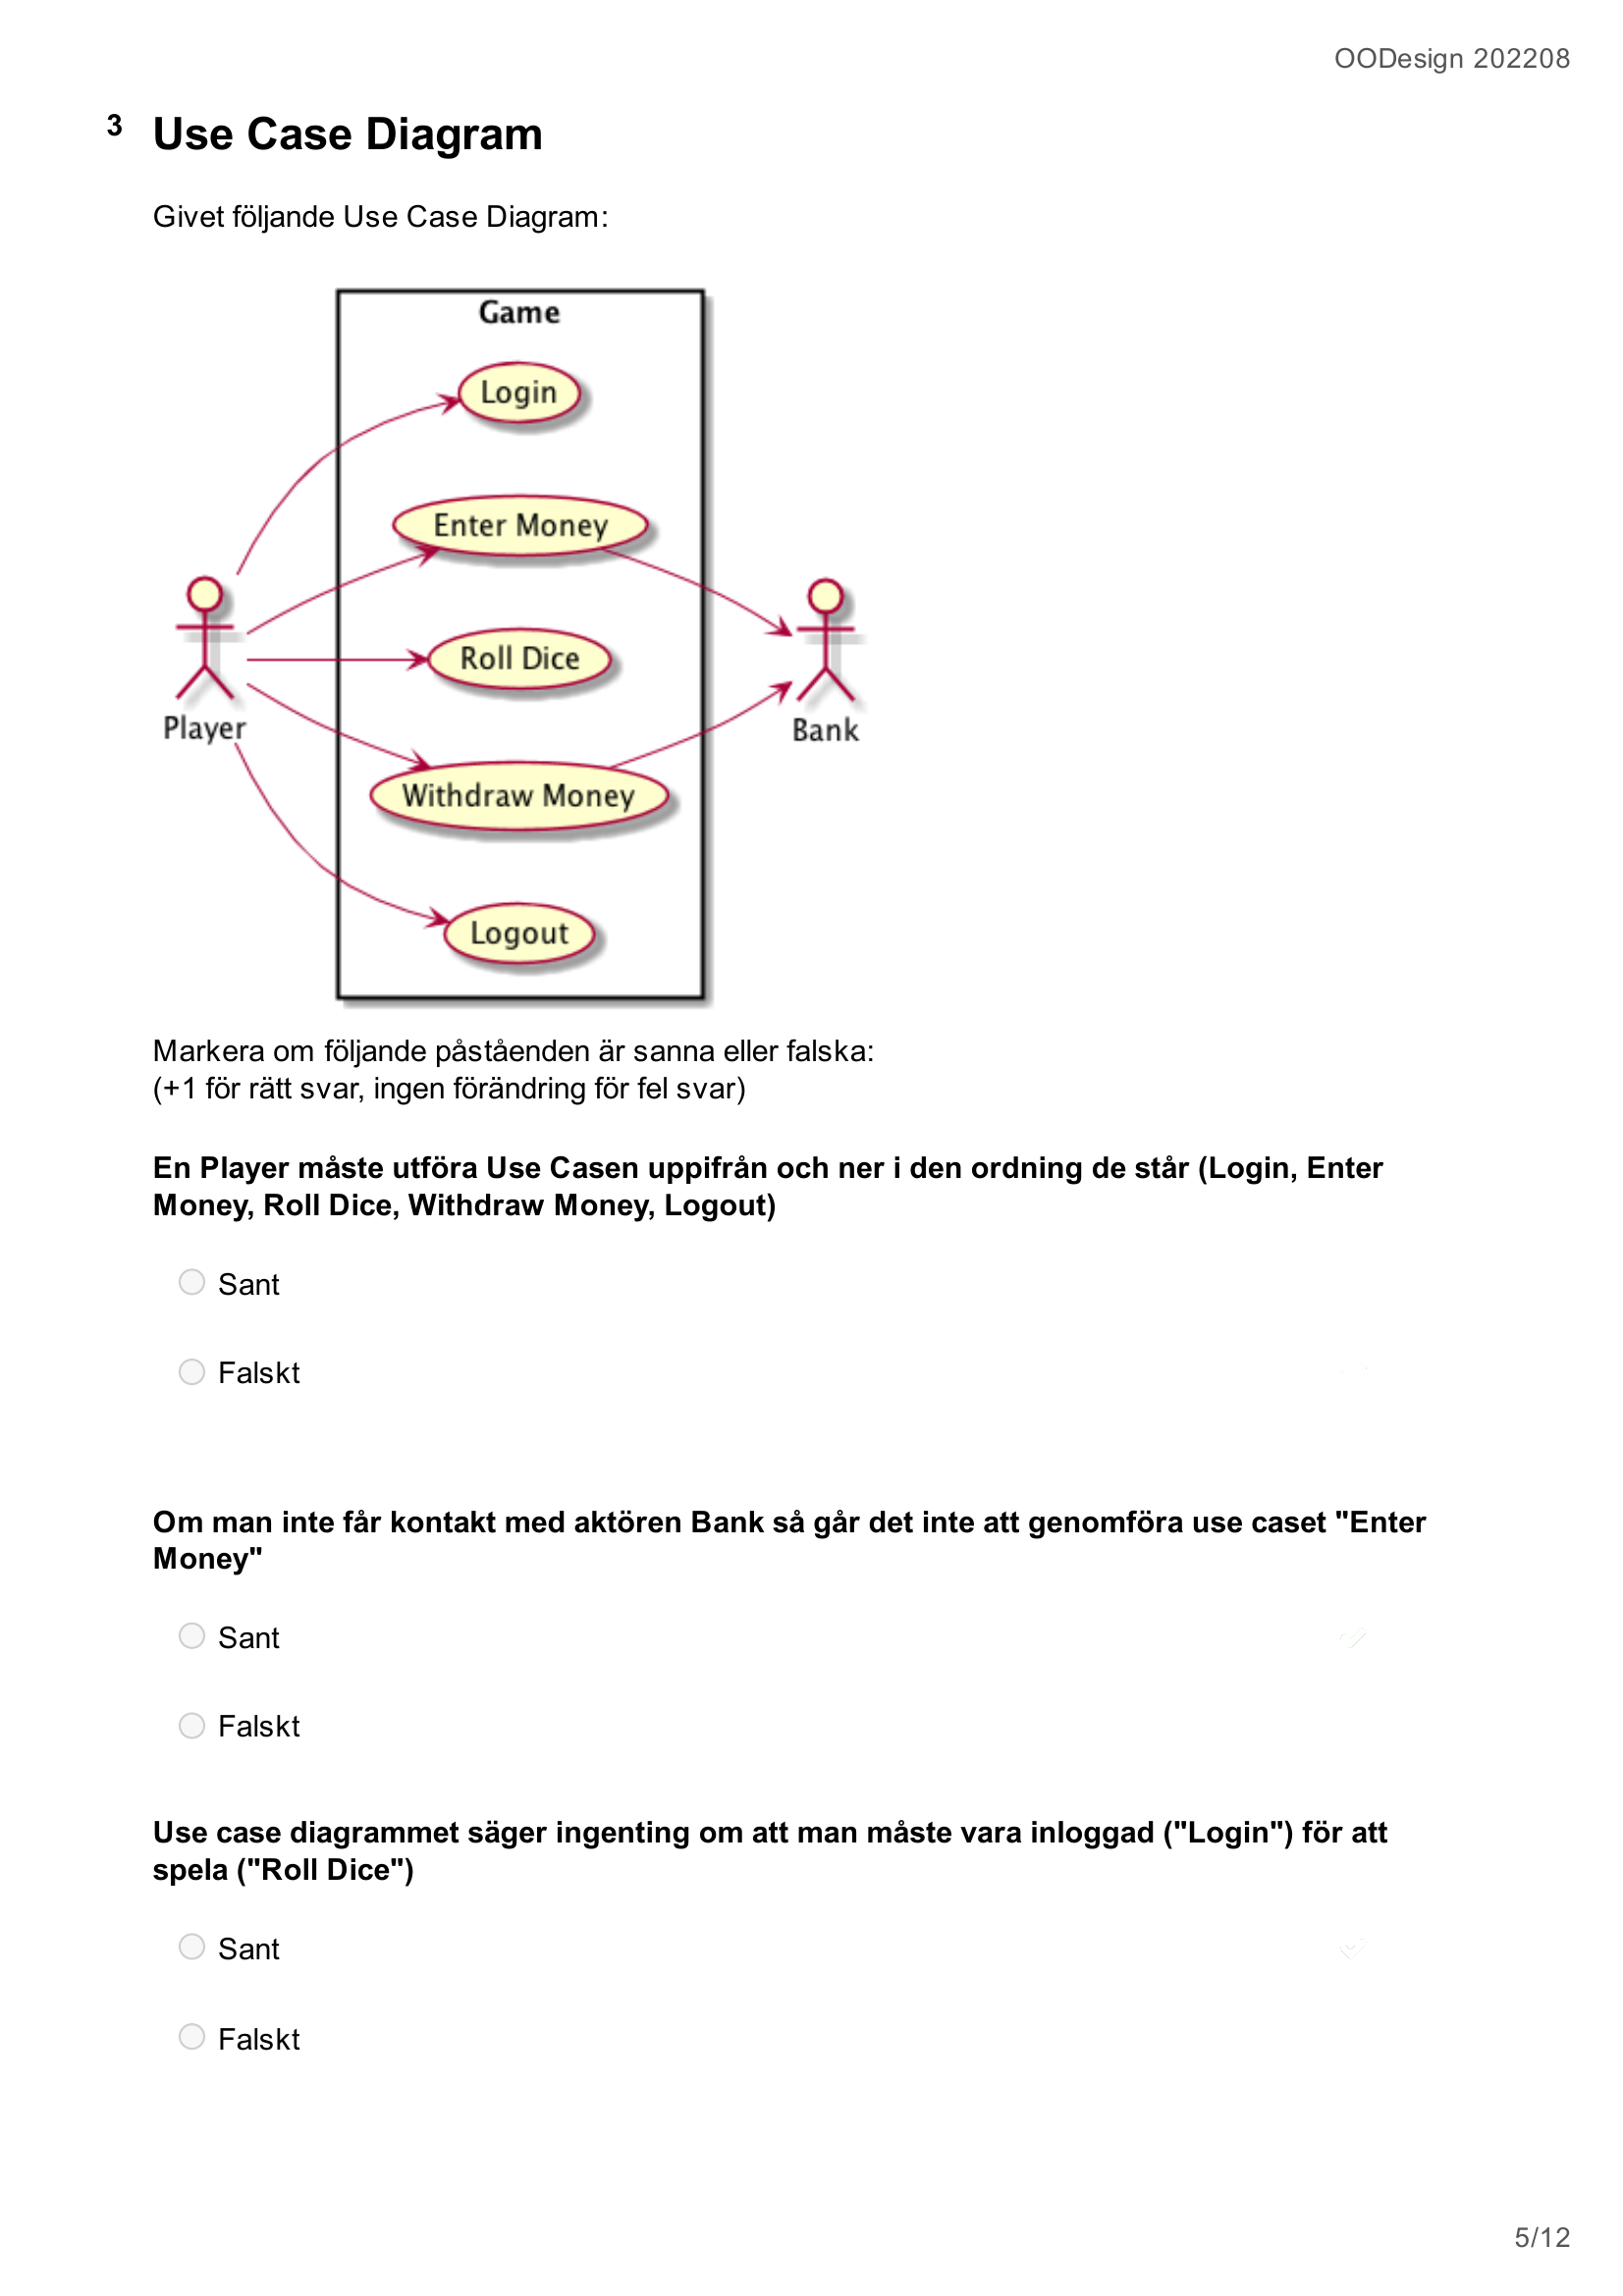 OODesign 202208
3 Use Case Diagram
Givet följande Use Case Diagram:
Game
Login
Enter Money
Roll Dice
Player
Bank
Withdraw Money
Logout
Markera om följande påståenden är sanna eller falska:
(+1 för rätt svar, ingen förändring för fel svar)
En Player måste utföra Use Casen uppifrån och ner i den ordning de står (Login, Enter
Money, Roll Dice, Withdraw Money, Logout)
Sant
Falskt
Om man inte får kontakt med aktören Bank så går det inte att genomföra use caset "Enter
Money"
Sant
Falskt
Use case diagrammet säger ingenting om att man måste vara inloggad ("Login") för att
spela ("Roll Dice")
Sant
Falskt
5/12